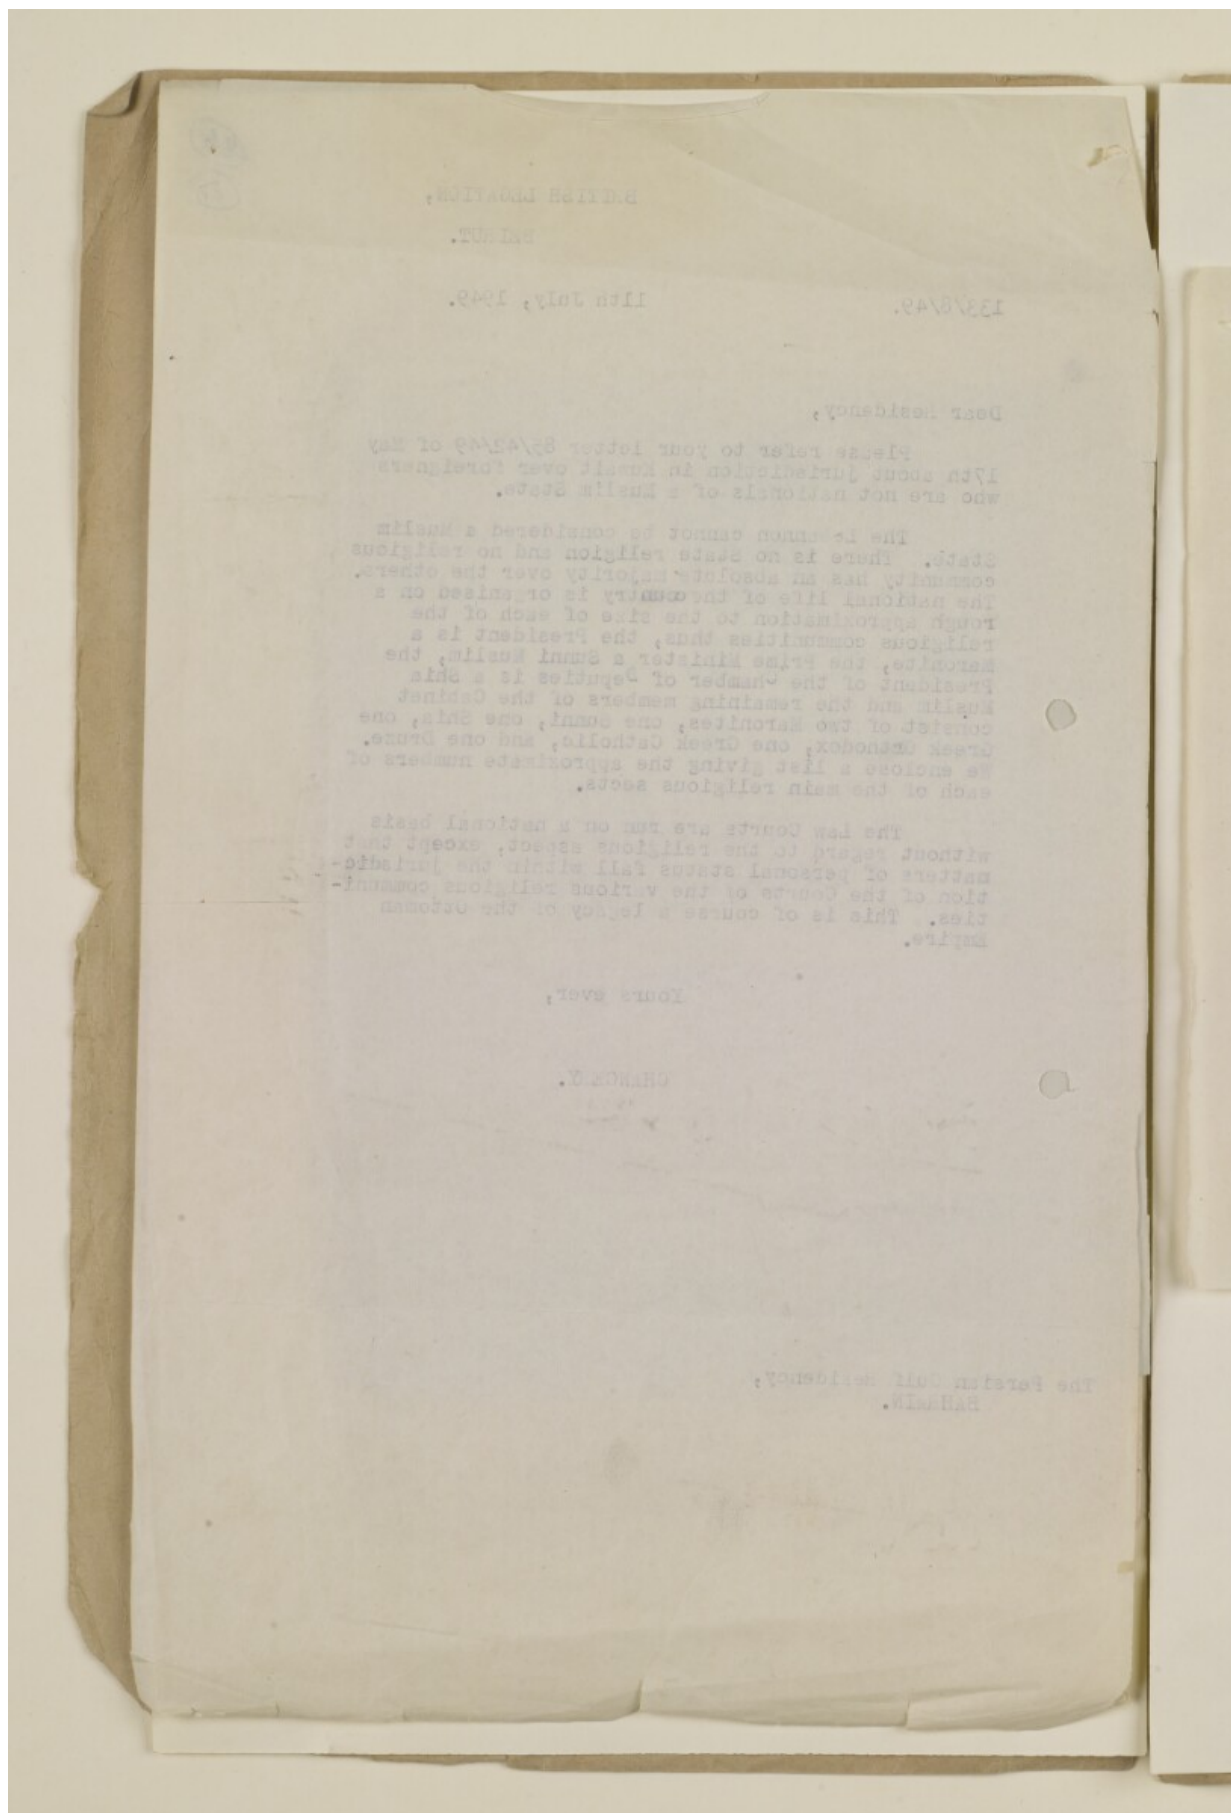 BRITISH LEGATION,
BEIRUT.
133/8/49.
11th July, 1949.
Dear Residency,
Please refer to your letter 85/42/49 of May
17th about jurisdiction in Kuwait over foreigners
who are not nationals of a Muslim State.
The Lebanon cannot be considered a Muslim
State. There is no State religion and no religious
community has an absolute majority over the others.
The national life of the country is organised on a
rough approximation to the size of each of the
religious communities thus, the President is a
Maronite, the Prime Minister a Sunni Muslim, the
President of the Chamber of Deputies is a Shia
Muslim and the remaining members of the Cabinet
consist of two Maronites, one Sunni, one Shia, one
Greek Orthodox, one Greek Catholic, and one Druze.
We enclose a list giving the approximate numbers of
each of the main religious sects.
The Law Courts are run on a national basis
without regard to the religious aspect, except that
matters of personal status fall within the jurisdic-
tion of the Courts of the various religious communi-
ties. This is of course a legacy of the Ottoman
Empire.
Yours ever,
CHANCERY.
The Persian Gulf Residency,
BAHREIN.